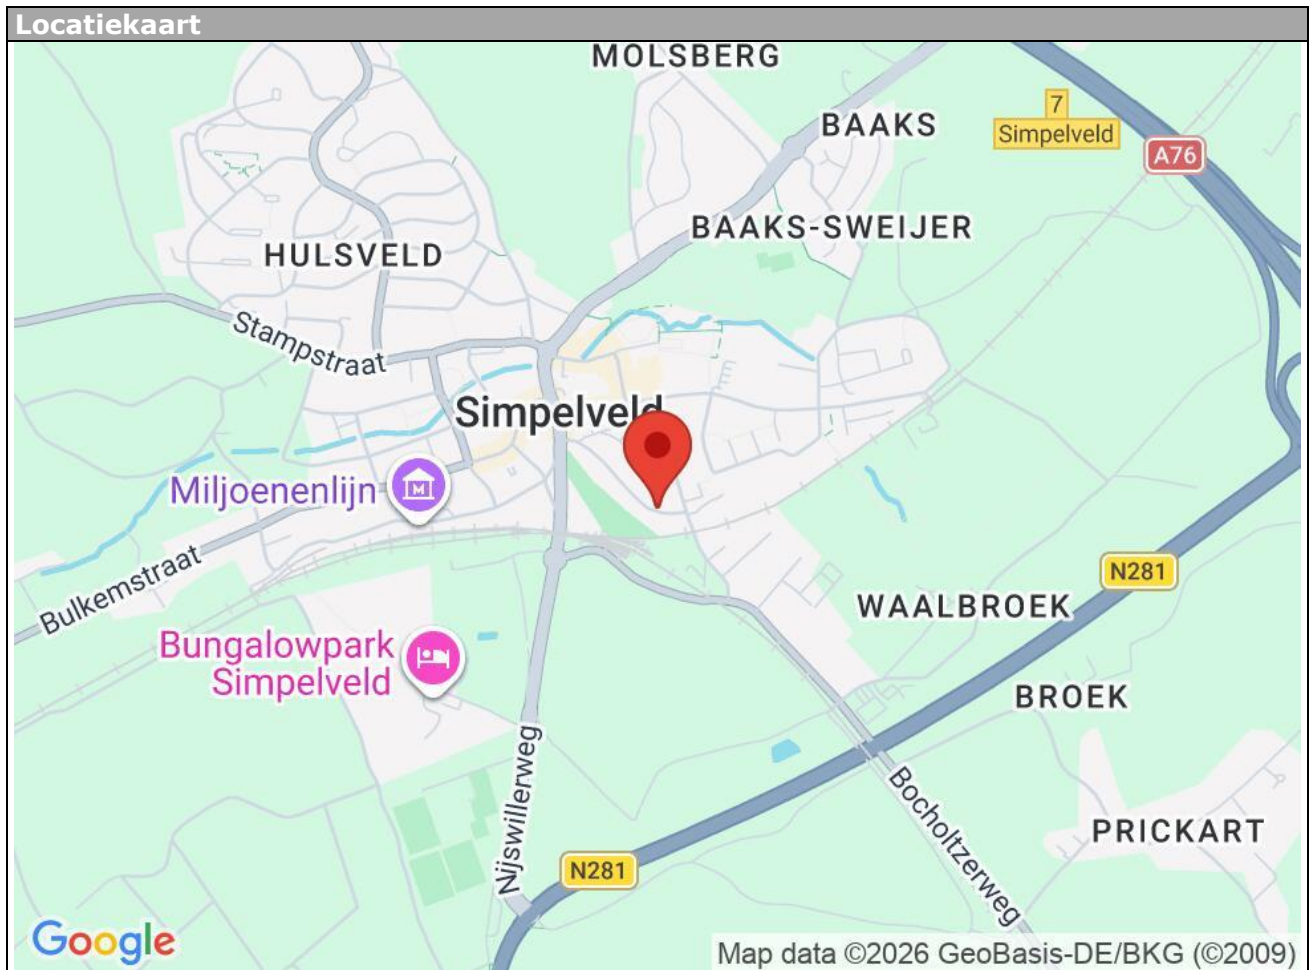 Locatiekaart
MOLSBERG
7
Simpelveld
BAAKS
A76
BAAKS-SWEIJER
HULSVELD
Stampstraat
Simpelveld
Miljoenenlijn
M
Bulkemstraat
N281
WAALBROEK
Bungalowpark
Simpelveld
BROEK
Nijswillerweg
Bocholtzerweg
PRICKART
N281
Google
Map data ©2026 GeoBasis-DE/BKG (©2009)